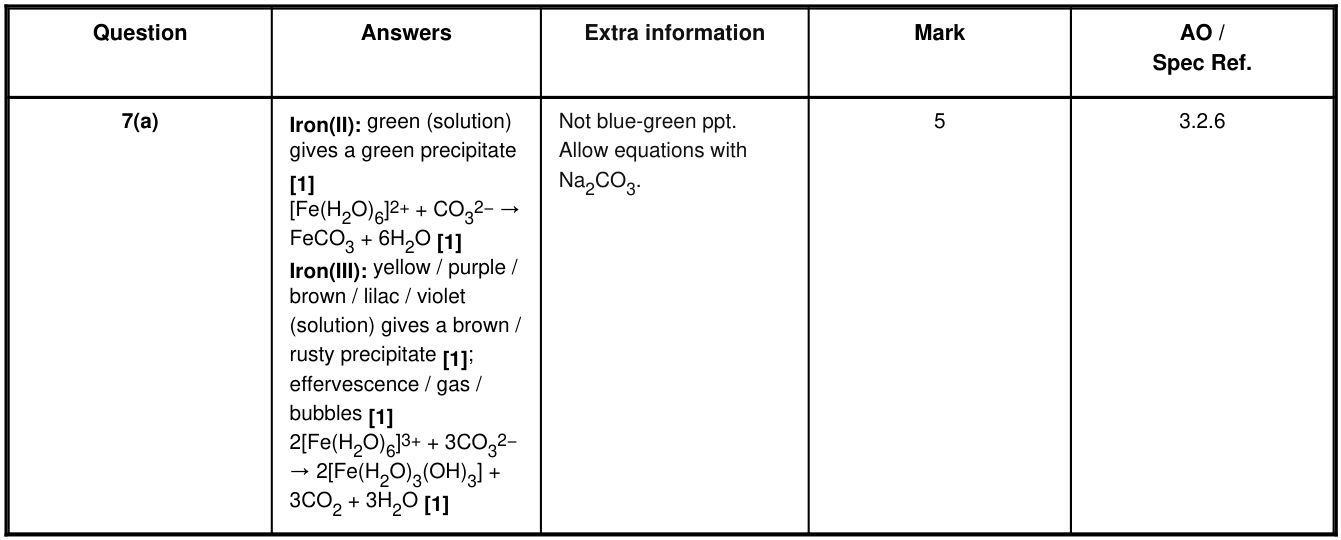 Question Answers Extra information Mark AO /
Spec Ref.
7(a)
Iron(II): green (solution)
gives a green precipitate
[1]
[Fe(H₂O)₆]²⁺ + CO₃²⁻ →
FeCO₃ + 6H₂O [1]
Iron(III): yellow / purple /
brown / lilac / violet
(solution) gives a brown /
rusty precipitate [1];
effervescence / gas /
bubbles [1]
2[Fe(H₂O)₆]³⁺ + 3CO₃²⁻
→ 2[Fe(H₂O)₃(OH)₃] +
3CO₂ + 3H₂O [1]
Not blue-green ppt.
Allow equations with
Na₂CO₃.
5
3.2.6